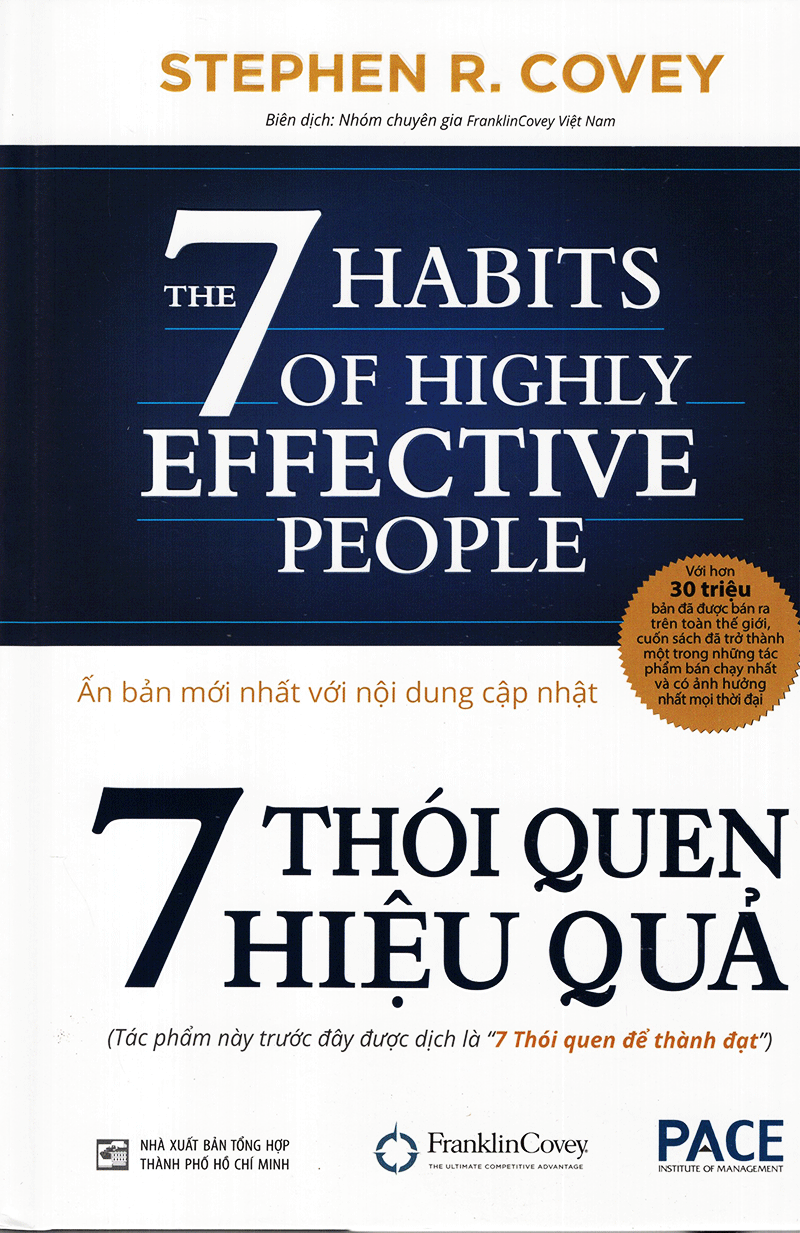 STEPHEN R. COVEY
Biên dịch: Nhóm chuyên gia FranklinCovey Việt Nam
THE 7 HABITS
OF HIGHLY
EFFECTIVE
PEOPLE
Với hơn
30 triệu
bản đã được bán ra
trên toàn thế giới,
cuốn sách đã trở thành
một trong những tác
phẩm bán chạy nhất
và có ảnh hưởng
nhất mọi thời đại
Ấn bản mới nhất với nội dung cập nhật
7 THÓI QUEN
HIỆU QUẢ
(Tác phẩm này trước đây được dịch là “7 Thói quen để thành đạt”)
NHÀ XUẤT BẢN TỔNG HỢP
THÀNH PHỐ HỒ CHÍ MINH
FranklinCovey
THE ULTIMATE COMPETITIVE ADVANTAGE
PACE
INSTITUTE OF MANAGEMENT